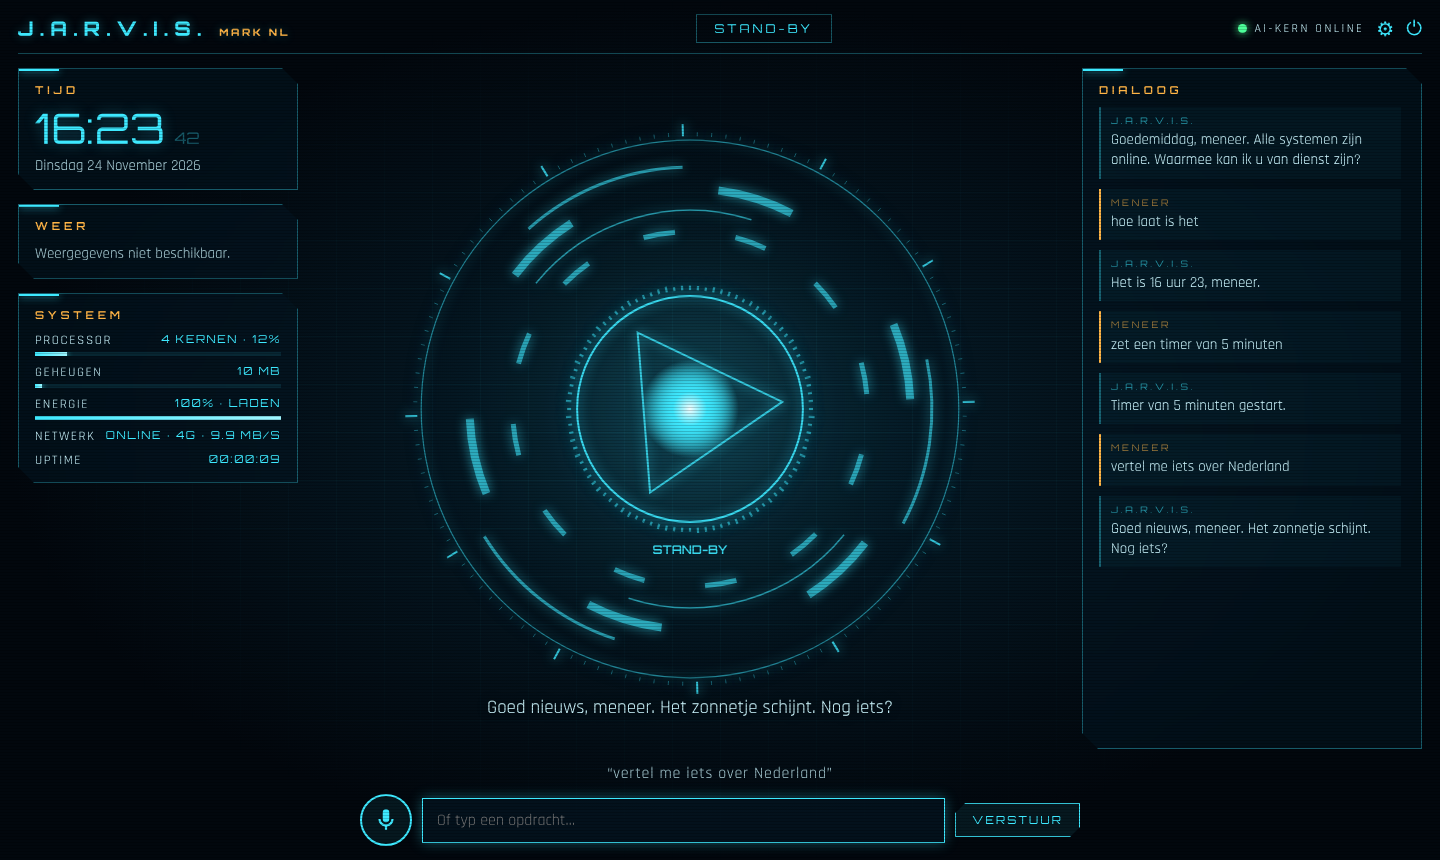 J.A.R.V.I.S. MARK NL
STAND-BY
AI-KERN ONLINE
TIJD
16:23 42
Dinsdag 24 November 2026
WEER
Weergegevens niet beschikbaar.
SYSTEEM
PROCESSOR 4 KERNEN · 12%
GEHEUGEN 10 MB
ENERGIE 100% · LADEN
NETWERK ONLINE · 4G · 9.9 MB/S
UPTIME 00:00:09
STAND-BY
Goed nieuws, meneer. Het zonnetje schijnt. Nog iets?
“vertel me iets over Nederland”
Of typ een opdracht...
VERSTUUR
DIALOOG
J.A.R.V.I.S.
Goedemiddag, meneer. Alle systemen zijn
online. Waarmee kan ik u van dienst zijn?
MENEER
hoe laat is het
J.A.R.V.I.S.
Het is 16 uur 23, meneer.
MENEER
zet een timer van 5 minuten
J.A.R.V.I.S.
Timer van 5 minuten gestart.
MENEER
vertel me iets over Nederland
J.A.R.V.I.S.
Goed nieuws, meneer. Het zonnetje schijnt.
Nog iets?